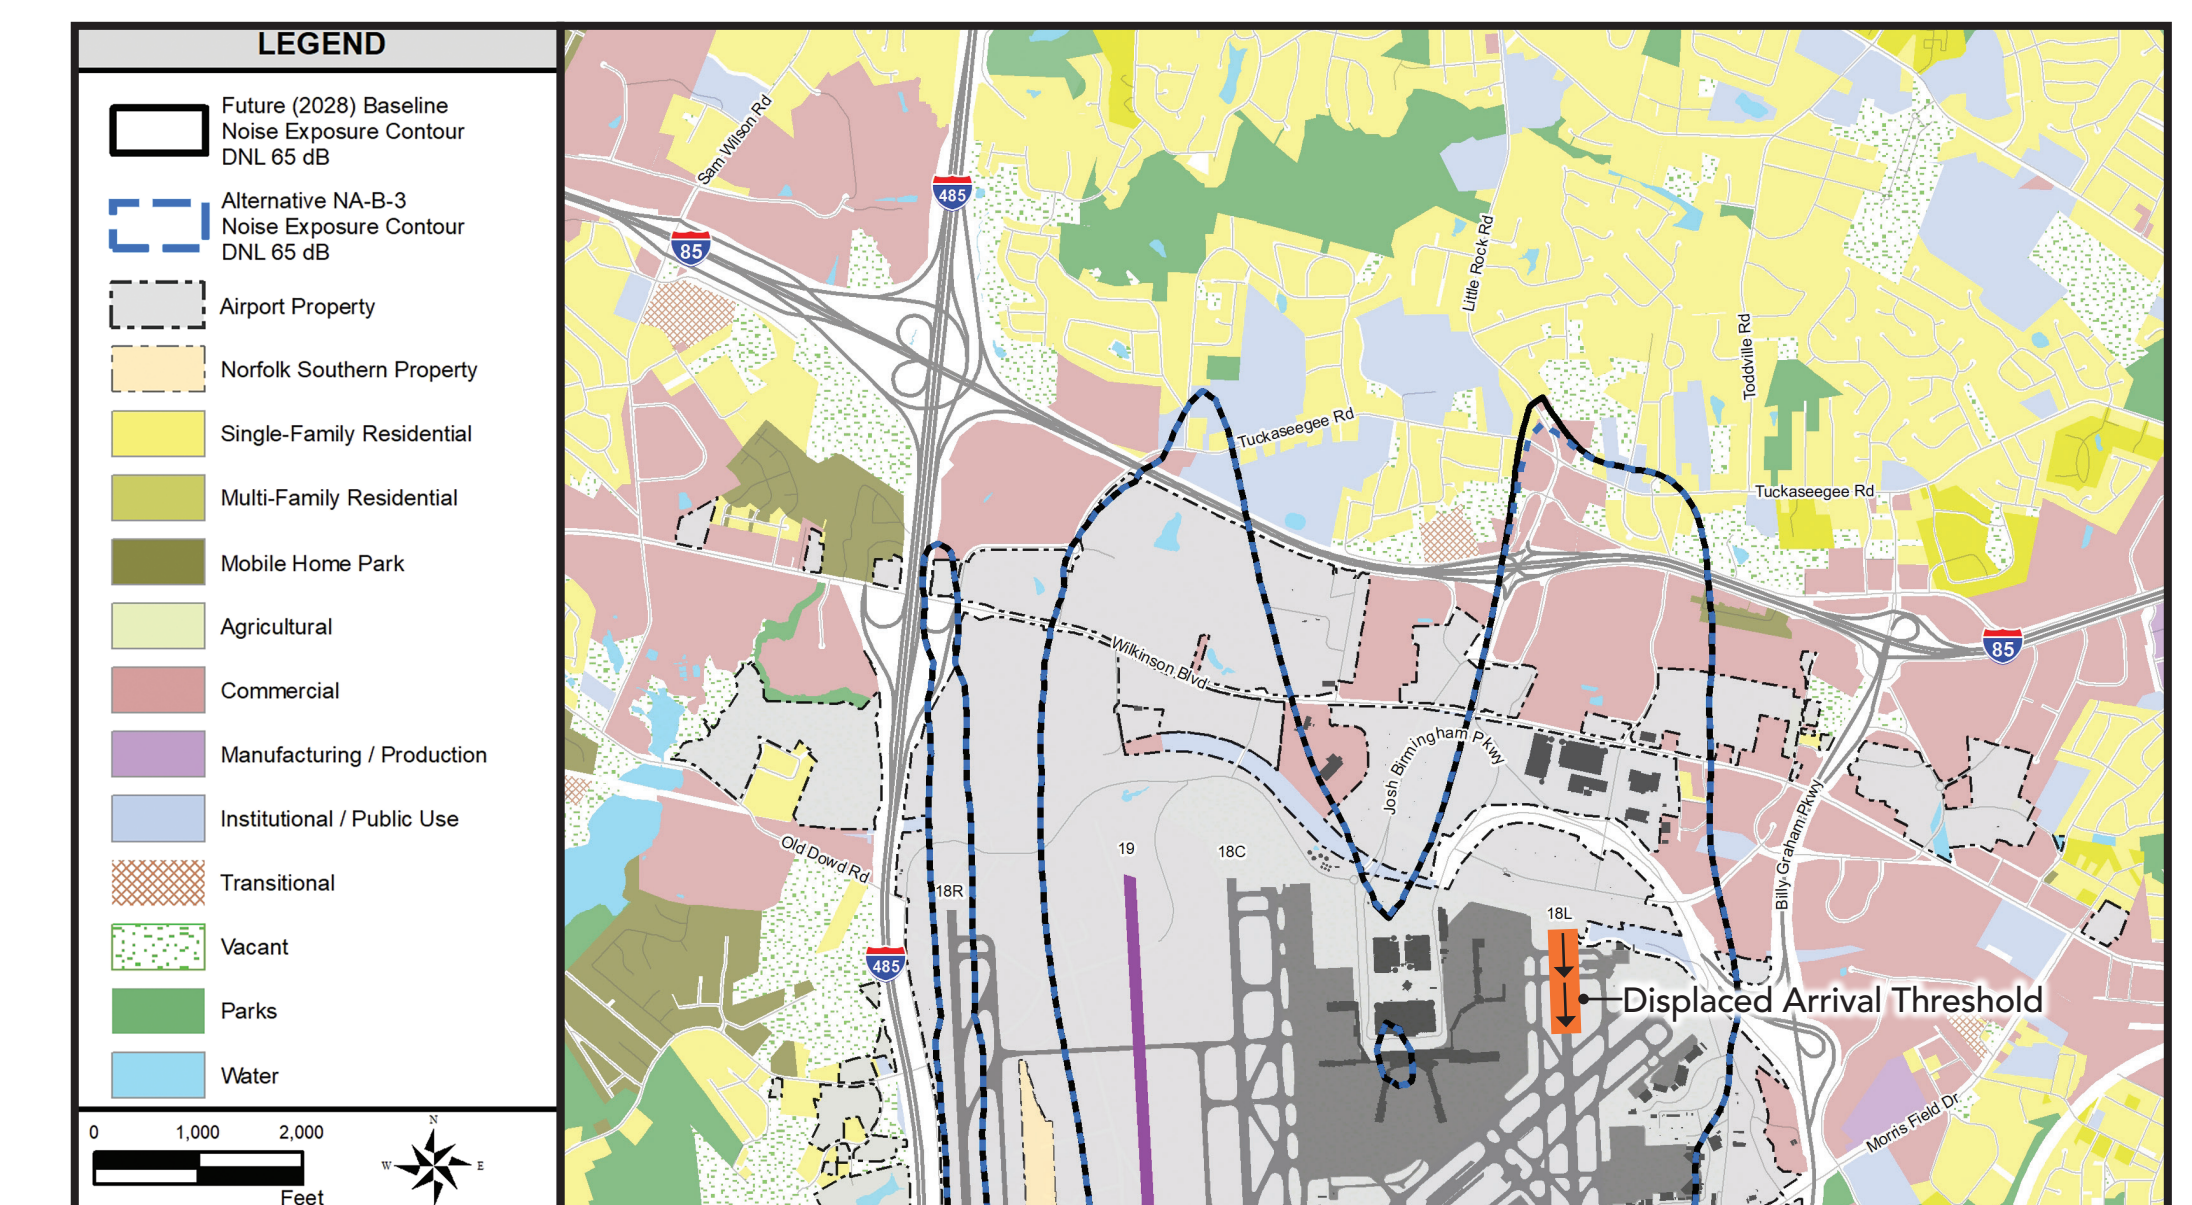 LEGEND
Future (2028) Baseline
Noise Exposure Contour
DNL 65 dB
Alternative NA-B-3
Noise Exposure Contour
DNL 65 dB
Airport Property
Norfolk Southern Property
Single-Family Residential
Multi-Family Residential
Mobile Home Park
Agricultural
Commercial
Manufacturing / Production
Institutional / Public Use
Transitional
Vacant
Parks
Water
0 1,000 2,000
Feet
N
W E
Sam Wilson Rd
485
85
Little Rock Rd
Toddville Rd
Tuckaseegee Rd
Tuckaseegee Rd
85
Wilkinson Blvd
Josh Birmingham Pkwy
Billy Graham Pkwy
Old Dowd Rd
19
18C
18R
18L
485
Displaced Arrival Threshold
Morris Field Dr